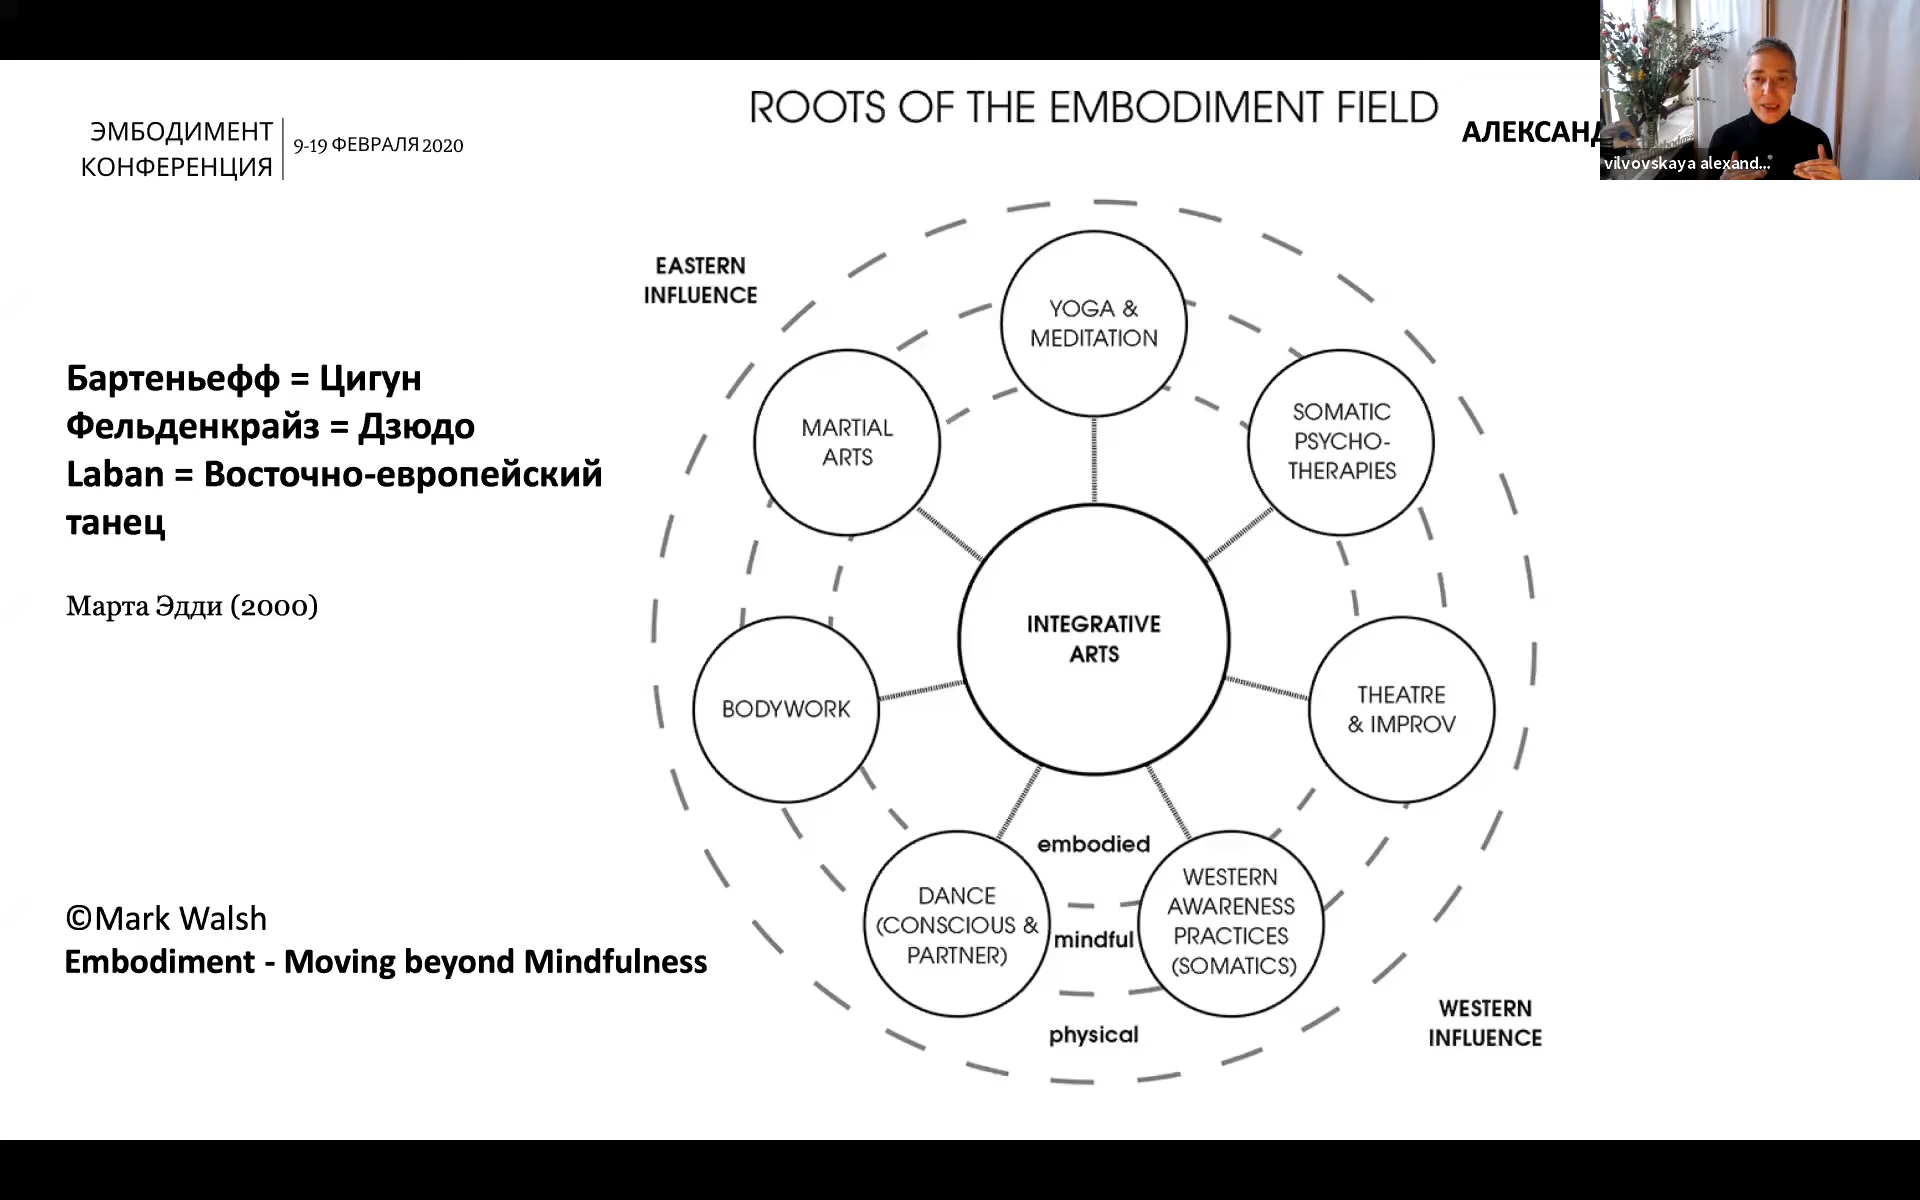 ROOTS OF THE EMBODIMENT FIELD
ЭМБОДИМЕНТ
КОНФЕРЕНЦИЯ
9-19 ФЕВРАЛЯ 2020
vilvovskaya alexand...
EASTERN
INFLUENCE
YOGA &
MEDITATION
MARTIAL
ARTS
SOMATIC
PSYCHO-
THERAPIES
Бартеньефф = Цигун
Фельденкрайз = Дзюдо
Laban = Восточно-европейский
танец
Марта Эдди (2000)
INTEGRATIVE
ARTS
BODYWORK
THEATRE
& IMPROV
embodied
DANCE
(CONSCIOUS &
PARTNER)
mindful
WESTERN
AWARENESS
PRACTICES
(SOMATICS)
physical
©Mark Walsh
Embodiment - Moving beyond Mindfulness
WESTERN
INFLUENCE